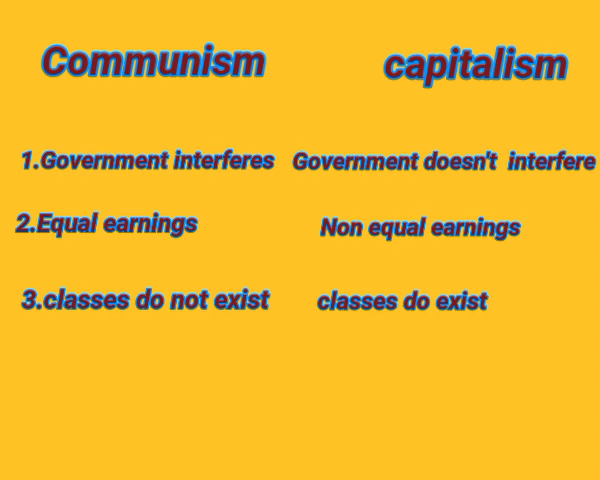 Communism capitalism
1.Government interferes Government doesn't interfere
2.Equal earnings Non equal earnings
3.classes do not exist classes do exist